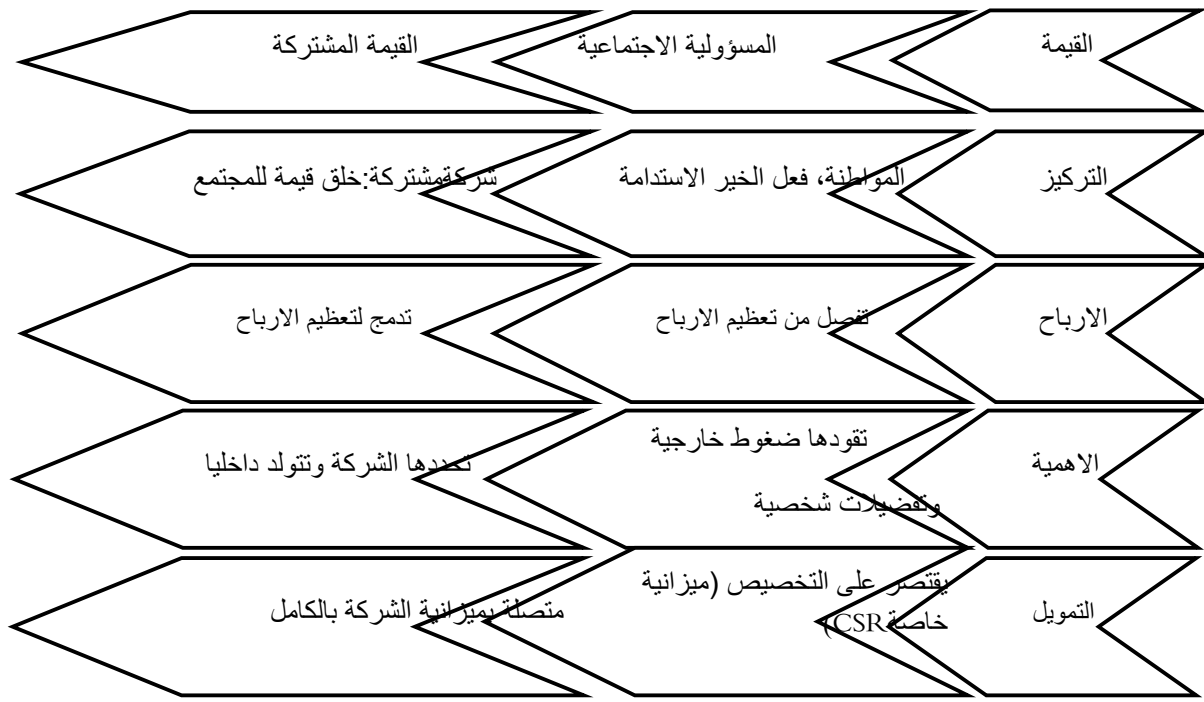 القيمة
المسؤولية الاجتماعية
القيمة المشتركة
التركيز
المواطنة، فعل الخير الاستدامة
شركةمشتركة:خلق قيمة للمجتمع
الارباح
تفصل من تعظيم الارباح
تدمج لتعظيم الارباح
الاهمية
تقودها ضغوط خارجية
وتفضيلات شخصية
تحددها الشركة وتتولد داخليا
التمويل
يقتصر على التخصيص (ميزانية
خاصة CSR)
متصلة بميزانية الشركة بالكامل